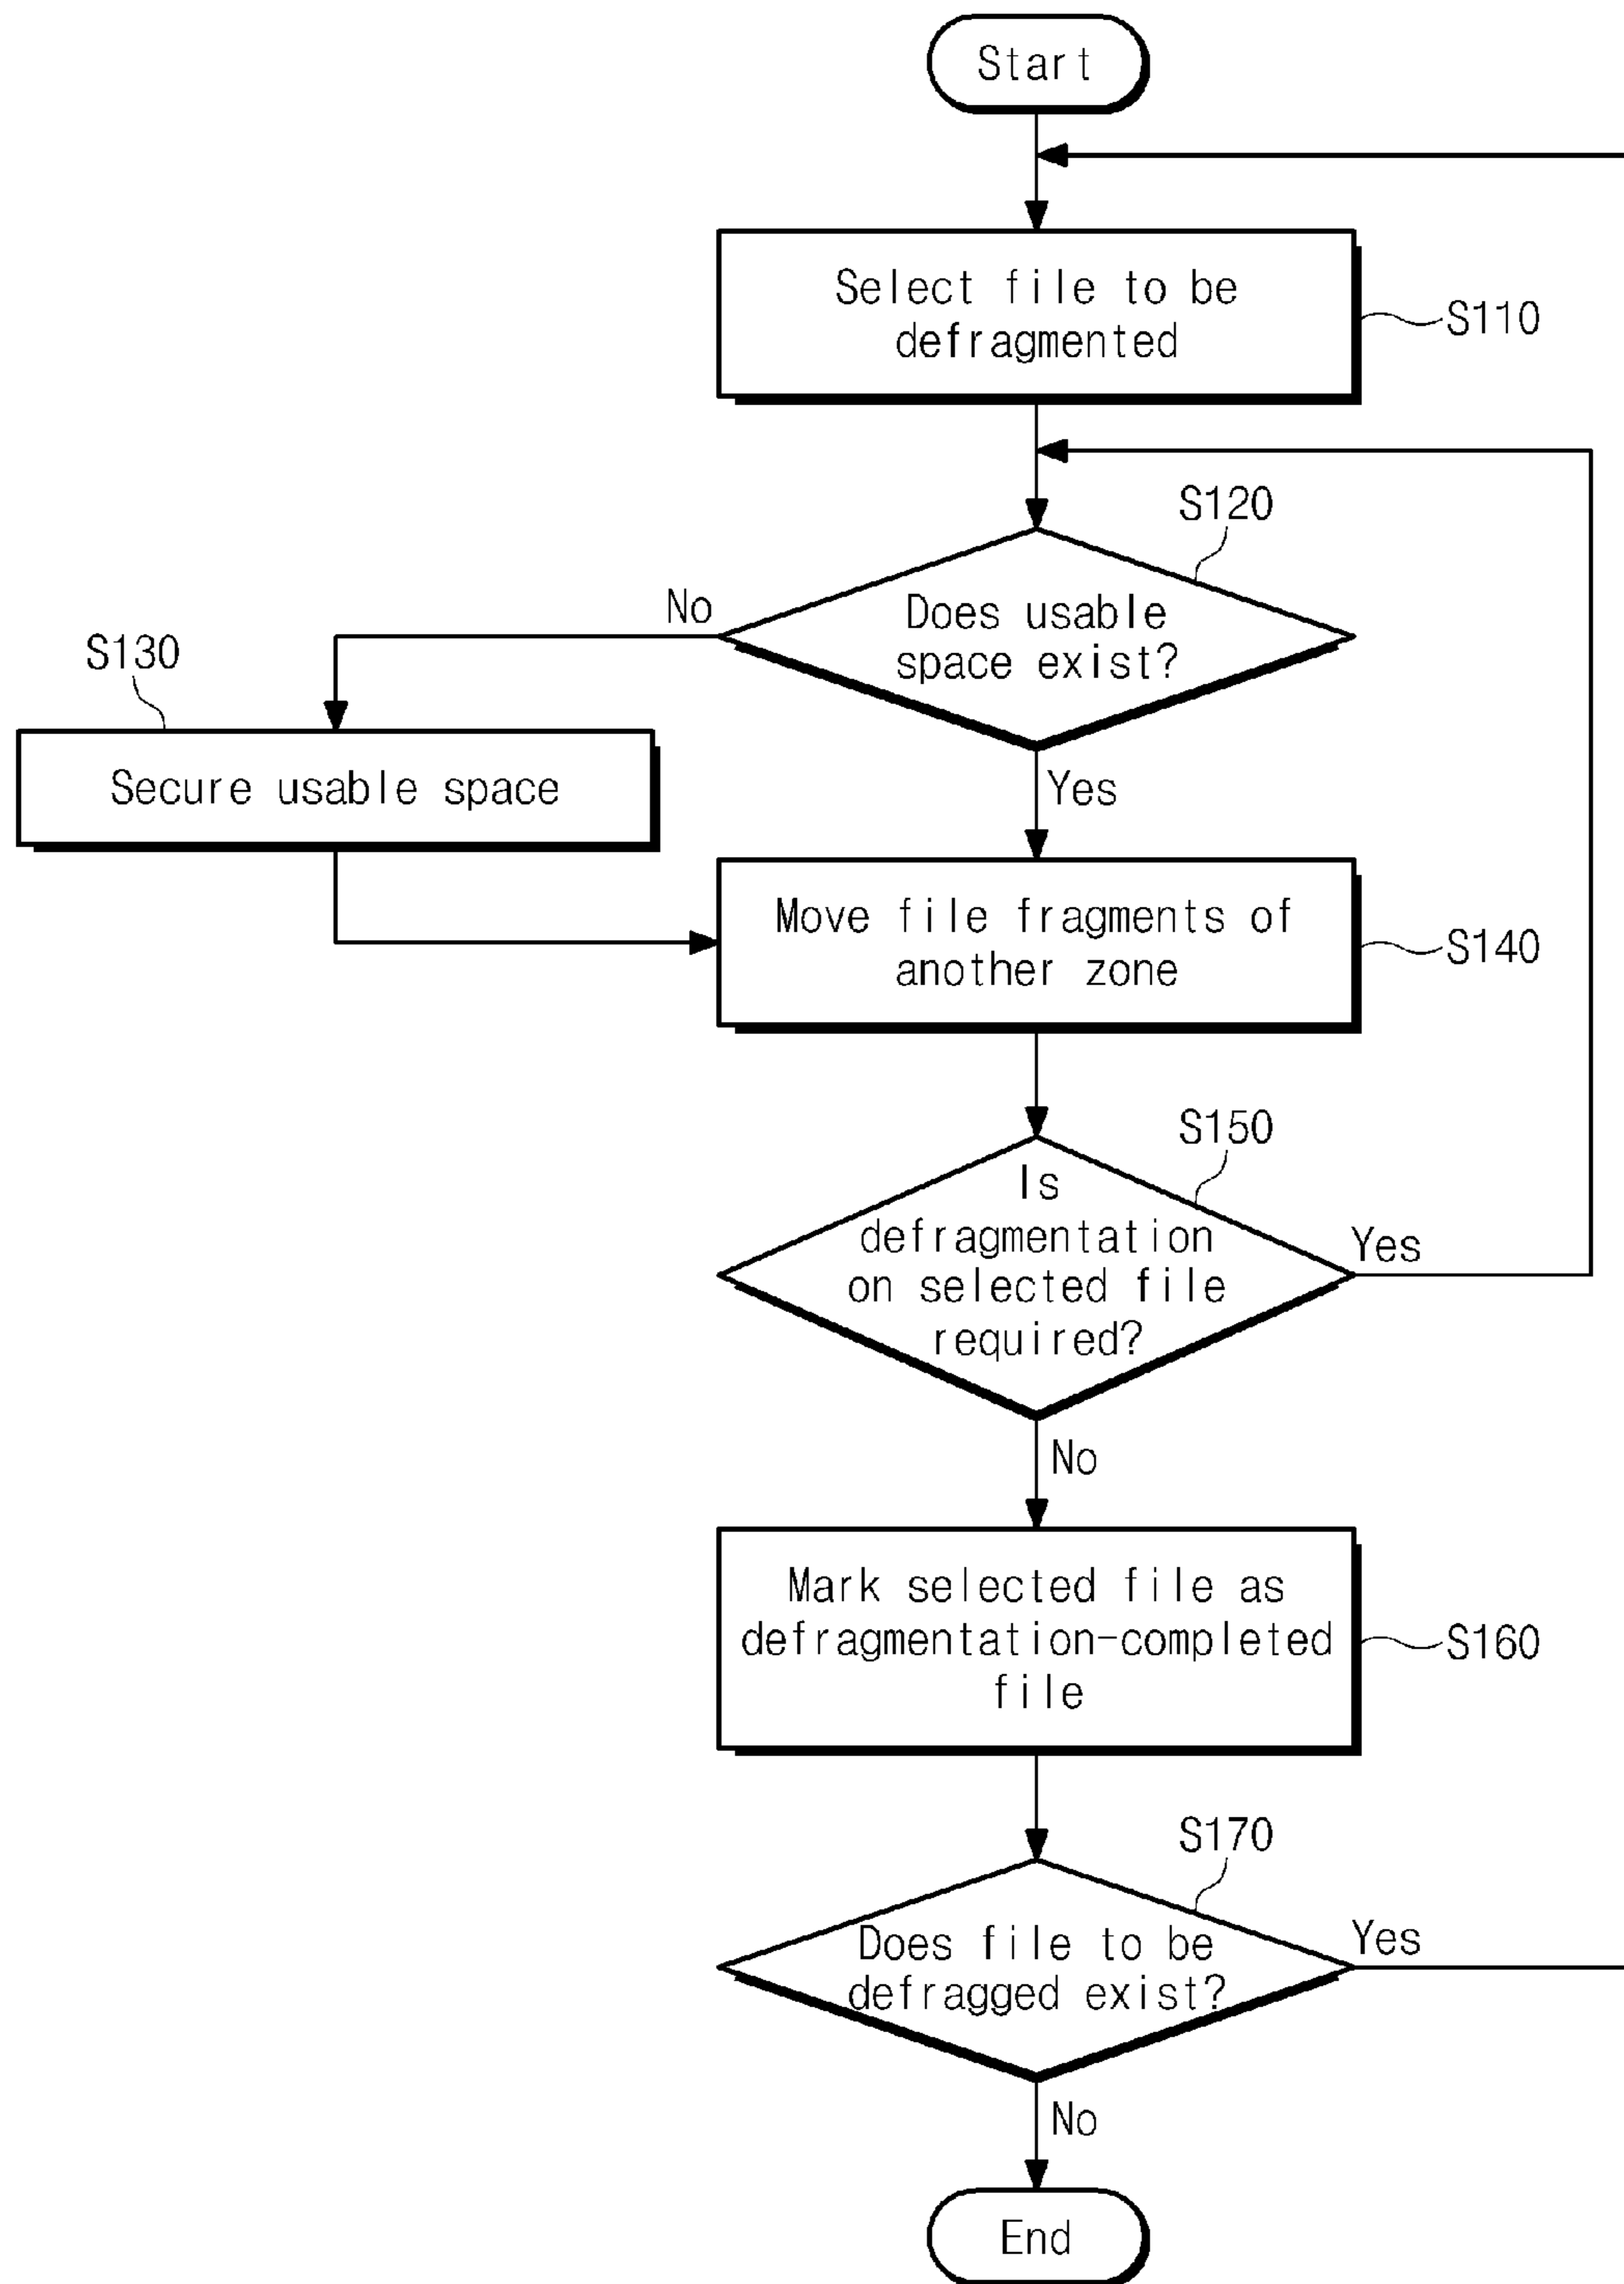 Start
Select file to be
defragmented
S110
S120
No
Does usable
space exist?
S130
Secure usable space
Yes
Move file fragments of
another zone
S140
S150
Is
defragmentation
on selected file
required?
Yes
No
Mark selected file as
defragmentation-completed
file
S160
S170
Does file to be
defragged exist?
Yes
No
End